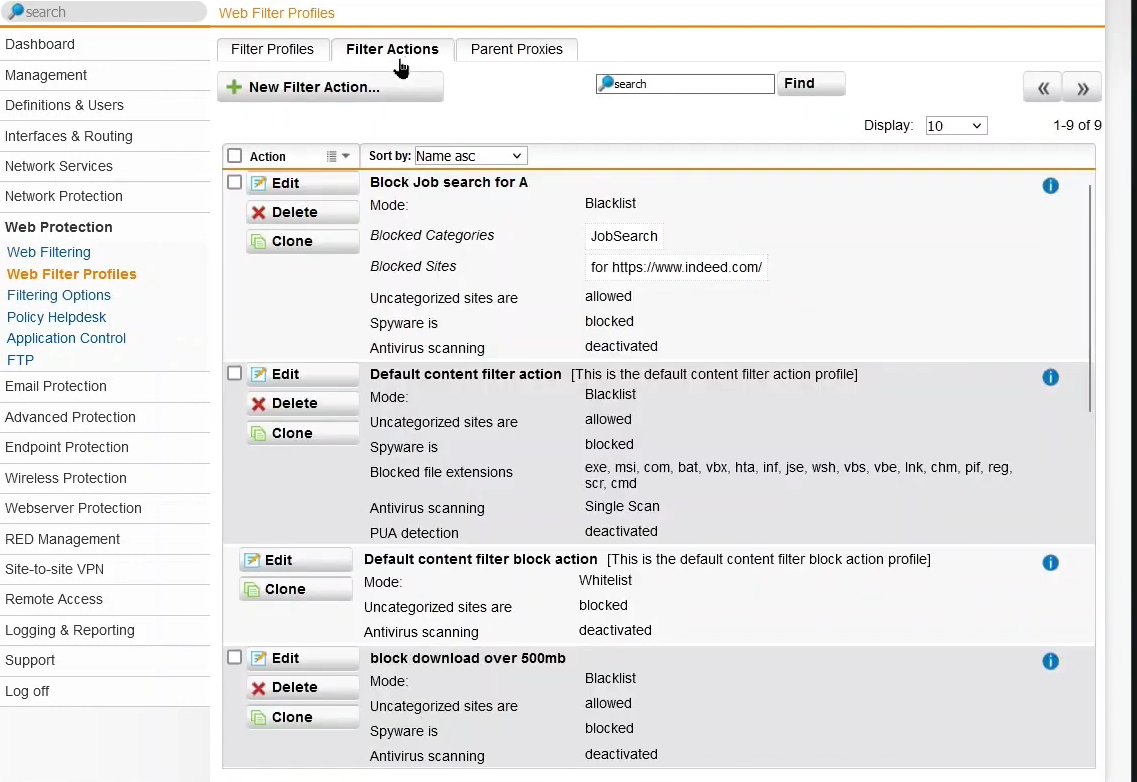 search
Web Filter Profiles
Dashboard
Management
Definitions & Users
Interfaces & Routing
Network Services
Network Protection
Web Protection
Web Filtering
Web Filter Profiles
Filtering Options
Policy Helpdesk
Application Control
FTP
Email Protection
Advanced Protection
Endpoint Protection
Wireless Protection
Webserver Protection
RED Management
Site-to-site VPN
Remote Access
Logging & Reporting
Support
Log off
Filter Profiles
Filter Actions
Parent Proxies
New Filter Action...
search
Find
«
»
Display: 10
1-9 of 9
Action
Sort by: Name asc
Edit
Delete
Clone
Block Job search for A
Mode: Blacklist
Blocked Categories JobSearch
Blocked Sites for https://www.indeed.com/
Uncategorized sites are allowed
Spyware is blocked
Antivirus scanning deactivated
Edit
Delete
Clone
Default content filter action [This is the default content filter action profile]
Mode: Blacklist
Uncategorized sites are allowed
Spyware is blocked
Blocked file extensions exe, msi, com, bat, vbx, hta, inf, jse, wsh, vbs, vbe, lnk, chm, pif, reg,
scr, cmd
Antivirus scanning Single Scan
PUA detection deactivated
Edit
Clone
Default content filter block action [This is the default content filter block action profile]
Mode: Whitelist
Uncategorized sites are blocked
Antivirus scanning deactivated
Edit
Delete
Clone
block download over 500mb
Mode: Blacklist
Uncategorized sites are allowed
Spyware is blocked
Antivirus scanning deactivated